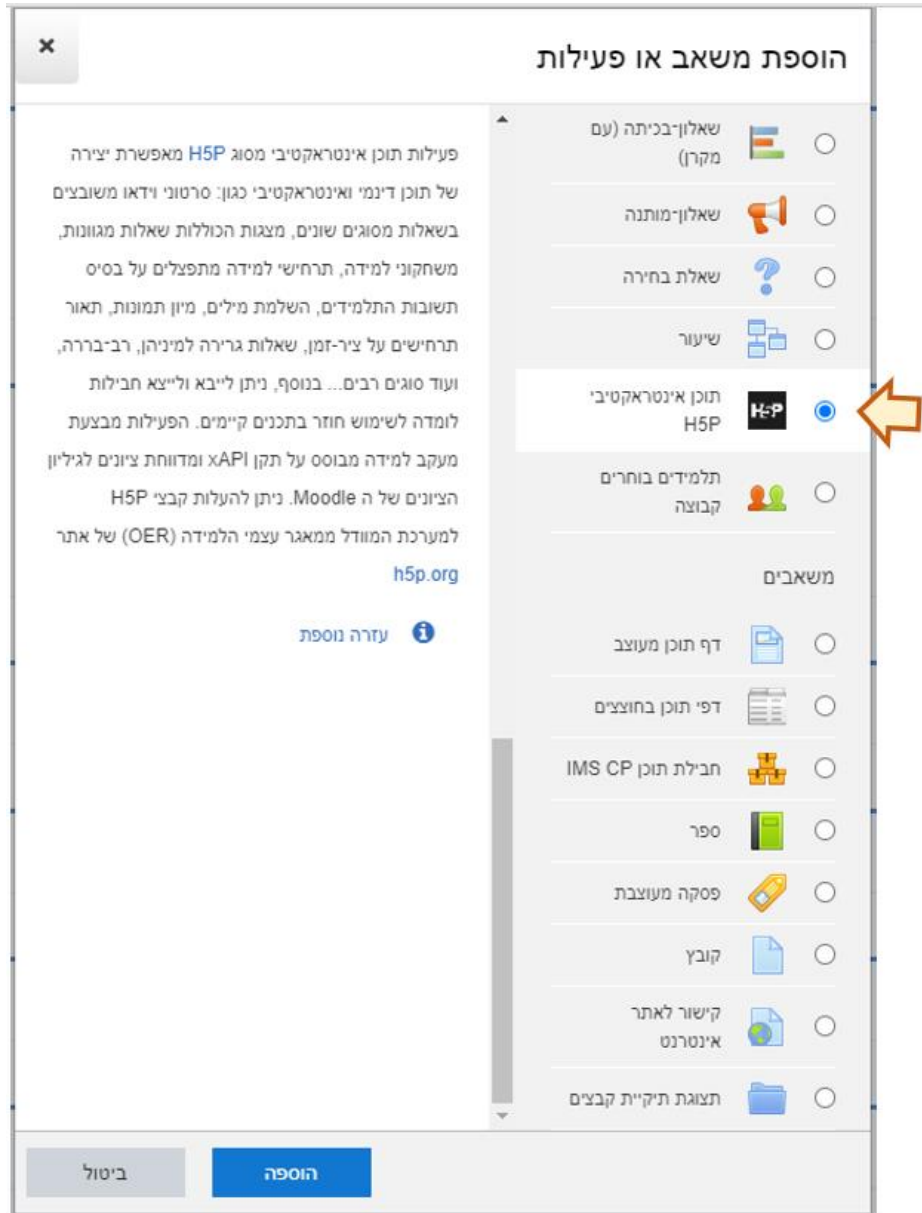 הוספת משאב או פעילות
×
שאלון-בכיתה (עם
מקרן)
שאלון-מותנה
שאלת בחירה
שיעור
תוכן אינטראקטיבי
H5P
H5P
תלמידים בוחרים
קבוצה
משאבים
דף תוכן מעוצב
דפי תוכן בחוצצים
חבילת תוכן IMS CP
ספר
פסקה מעוצבת
קובץ
קישור לאתר
אינטרנט
תצוגת תיקיית קבצים
פעילות תוכן אינטראקטיבי מסוג H5P מאפשרת יצירה
של תוכן דינמי ואינטראקטיבי כגון: סרטוני וידאו משובצים
בשאלות מסוגים שונים, מצגות הכוללות שאלות מגוונות,
משחקוני למידה, תרחישי למידה מתפצלים על בסיס
תשובות התלמידים, השלמת מילים, מיון תמונות, תאור
תרחישים על ציר-זמן, שאלות גרירה למיניהן, רב-בררה,
ועוד סוגים רבים... בנוסף, ניתן לייבא ולייצא חבילות
לומדה לשימוש חוזר בתכנים קיימים. הפעילות מבצעת
מעקב למידה מבוסס על תקן xAPI ומדווחת ציונים לגיליון
הציונים של ה Moodle. ניתן להעלות קבצי H5P
למערכת המוודל ממאגר עצמי הלמידה (OER) של אתר
h5p.org
עזרה נוספת
הוספה
ביטול